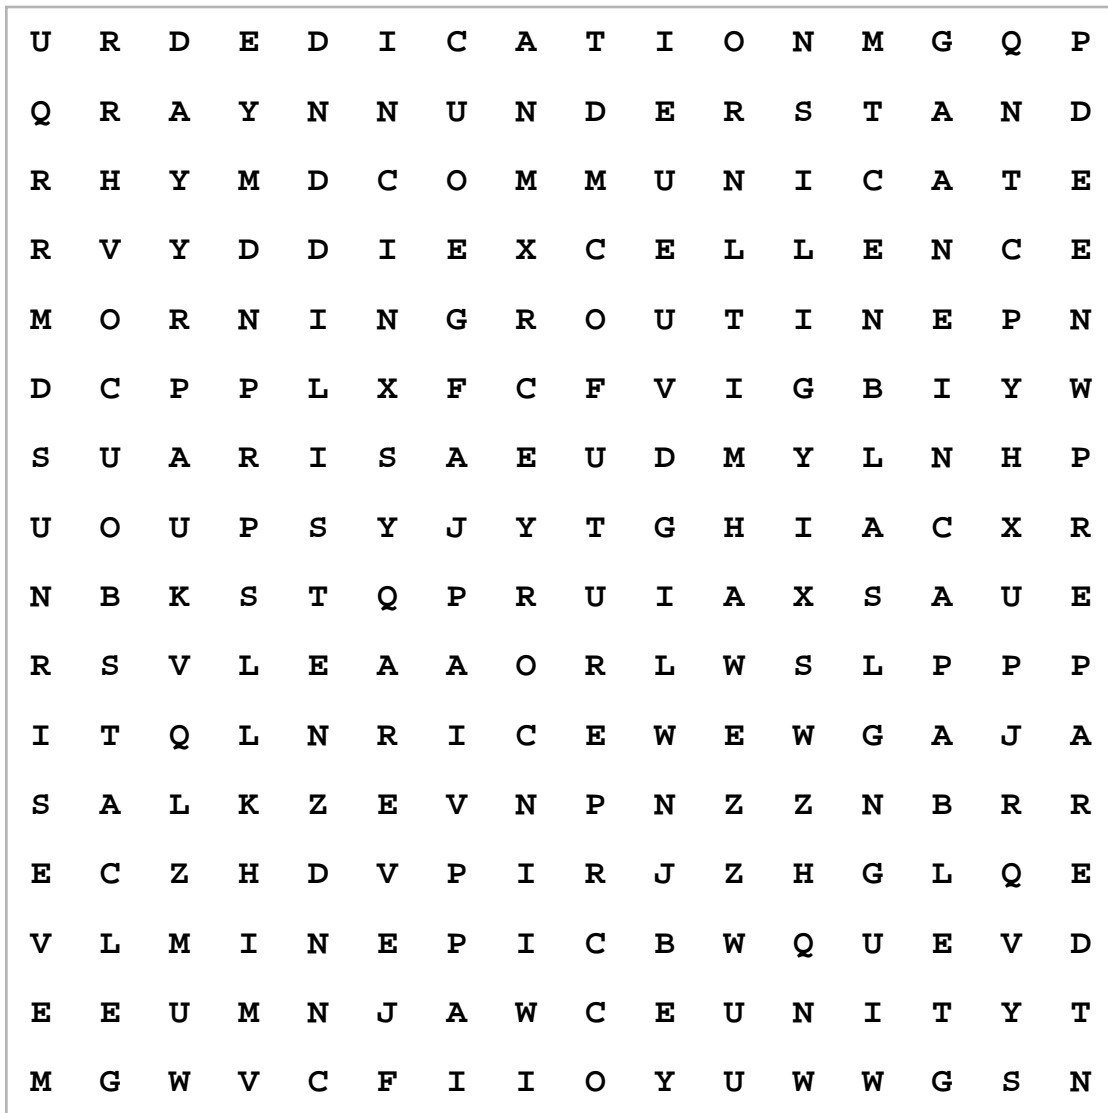 U R D E D I C A T I O N M G Q P
Q R A Y N N U N D E R S T A N D
R H Y M D C O M M U N I C A T E
R V Y D D I E X C E L L E N C E
M O R N I N G R O U T I N E P N
D C P P L X F C F V I G B I Y W
S U A R I S A E U D M Y L N H P
U O U P S Y J Y T G H I A C X R
N B K S T Q P R U I A X S A U E
R S V L E A A O R L W S L P P P
I T Q L N R I C E W E W G A J A
S A L K Z E V N P N Z Z N B R R
E C Z H D V P I R J Z H G L Q E
V L M I N E P I C B W Q U E V D
E E U M N J A W C E U N I T Y T
M G W V C F I I O Y U W W G S N